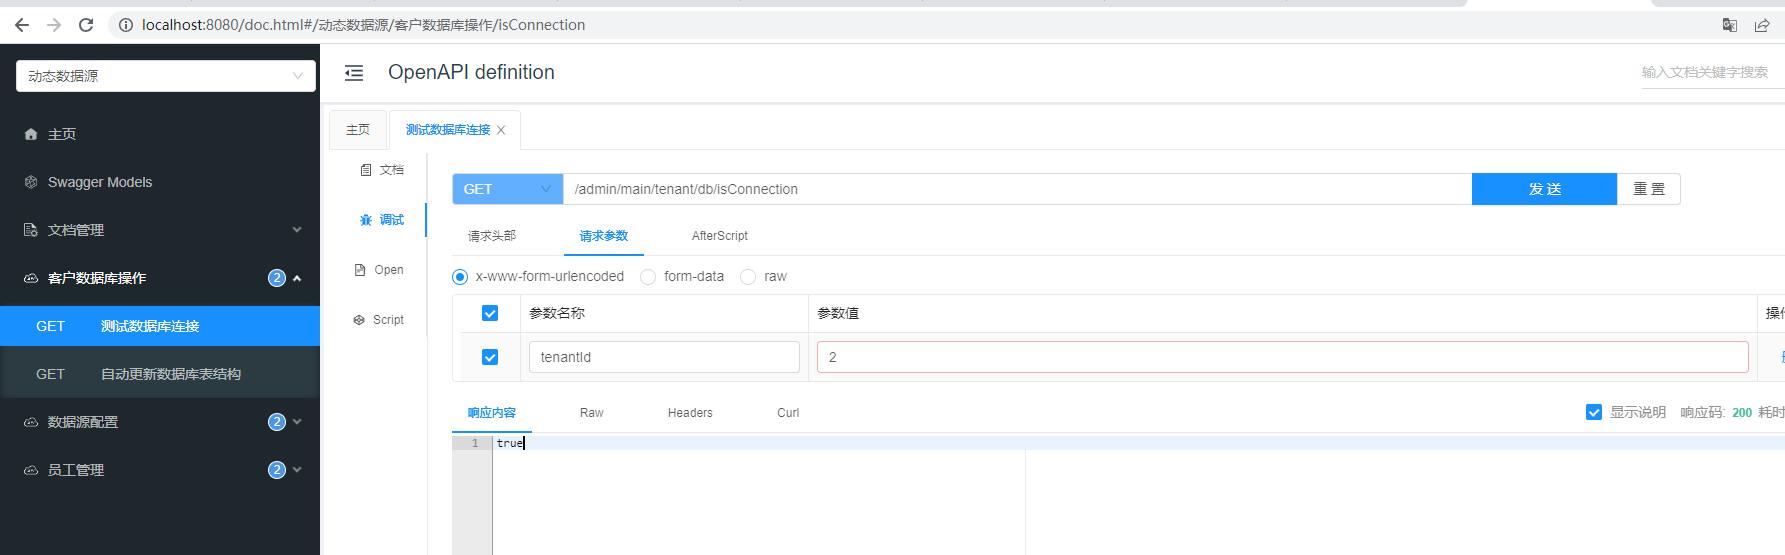 localhost:8080/doc.html#/动态数据源/客户数据库操作/isConnection
动态数据源
OpenAPI definition
输入文档关键字搜索
主页
Swagger Models
文档管理
客户数据库操作 2
GET 测试数据库连接
GET 自动更新数据库表结构
数据源配置 2
员工管理 2
主页 测试数据库连接
文档
调试
Open
Script
GET /admin/main/tenant/db/isConnection 发 送 重 置
请求头部 请求参数 AfterScript
x-www-form-urlencoded form-data raw
参数名称 参数值
tenantId 2
响应内容 Raw Headers Curl 显示说明 响应码: 200 耗时
1 true